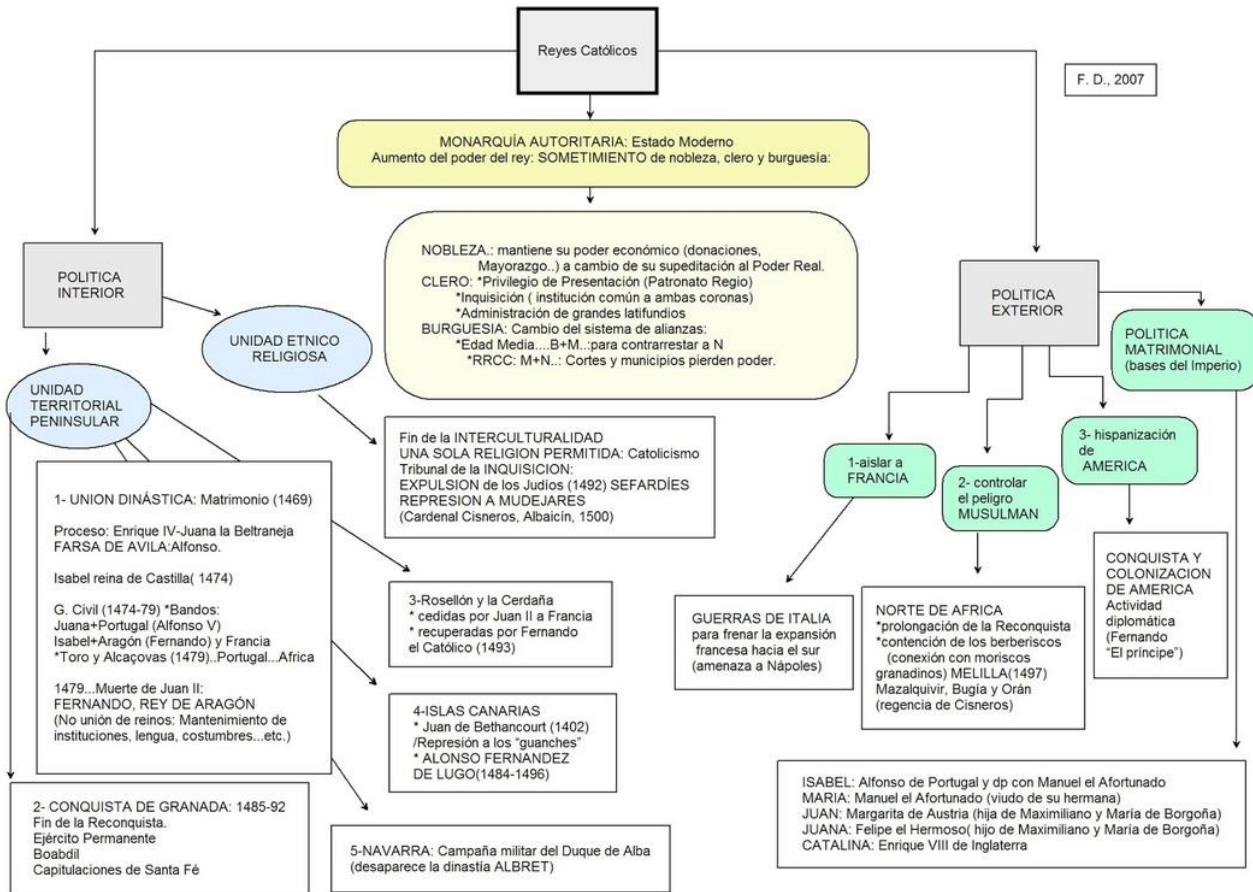 Reyes Católicos
F. D., 2007
MONARQUÍA AUTORITARIA: Estado Moderno
Aumento del poder del rey: SOMETIMIENTO de nobleza, clero y burguesía:
NOBLEZA.: mantiene su poder económico (donaciones,
Mayorazgo..) a cambio de su supeditación al Poder Real.
CLERO: *Privilegio de Presentación (Patronato Regio)
*Inquisición ( institución común a ambas coronas)
*Administración de grandes latifundios
BURGUESIA: Cambio del sistema de alianzas:
*Edad Media....B+M..:para contrarrestar a N
*RRCC: M+N..: Cortes y municipios pierden poder.
POLITICA
INTERIOR
UNIDAD ETNICO
RELIGIOSA
UNIDAD
TERRITORIAL
PENINSULAR
Fin de la INTERCULTURALIDAD
UNA SOLA RELIGION PERMITIDA: Catolicismo
Tribunal de la INQUISICION:
EXPULSION de los Judíos (1492) SEFARDÍES
REPRESION A MUDEJARES
(Cardenal Cisneros, Albaicín, 1500)
1- UNION DINÁSTICA: Matrimonio (1469)
Proceso: Enrique IV-Juana la Beltraneja
FARSA DE AVILA:Alfonso.
Isabel reina de Castilla( 1474)
G. Civil (1474-79) *Bandos:
Juana+Portugal (Alfonso V)
Isabel+Aragón (Fernando) y Francia
*Toro y Alcaçovas (1479)..Portugal...Africa
1479...Muerte de Juan II:
FERNANDO, REY DE ARAGÓN
(No unión de reinos: Mantenimiento de
instituciones, lengua, costumbres...etc.)
2- CONQUISTA DE GRANADA: 1485-92
Fin de la Reconquista.
Ejército Permanente
Boabdil
Capitulaciones de Santa Fé
3-Rosellón y la Cerdaña
* cedidas por Juan II a Francia
* recuperadas por Fernando
el Católico (1493)
4-ISLAS CANARIAS
* Juan de Bethancourt (1402)
/Represión a los "guanches"
* ALONSO FERNANDEZ
DE LUGO(1484-1496)
5-NAVARRA: Campaña militar del Duque de Alba
(desaparece la dinastía ALBRET)
POLITICA
EXTERIOR
POLITICA
MATRIMONIAL
(bases del Imperio)
1-aislar a
FRANCIA
2- controlar
el peligro
MUSULMAN
3- hispanización
de
AMERICA
GUERRAS DE ITALIA
para frenar la expansión
francesa hacia el sur
(amenaza a Nápoles)
NORTE DE AFRICA
*prolongación de la Reconquista
*contención de los berberiscos
(conexión con moriscos
granadinos) MELILLA(1497)
Mazalquivir, Bugía y Orán
(regencia de Cisneros)
CONQUISTA Y
COLONIZACION
DE AMERICA
Actividad
diplomática
(Fernando
"El príncipe")
ISABEL: Alfonso de Portugal y dp con Manuel el Afortunado
MARIA: Manuel el Afortunado (viudo de su hermana)
JUAN: Margarita de Austria (hija de Maximiliano y María de Borgoña)
JUANA: Felipe el Hermoso( hijo de Maximiliano y María de Borgoña)
CATALINA: Enrique VIII de Inglaterra